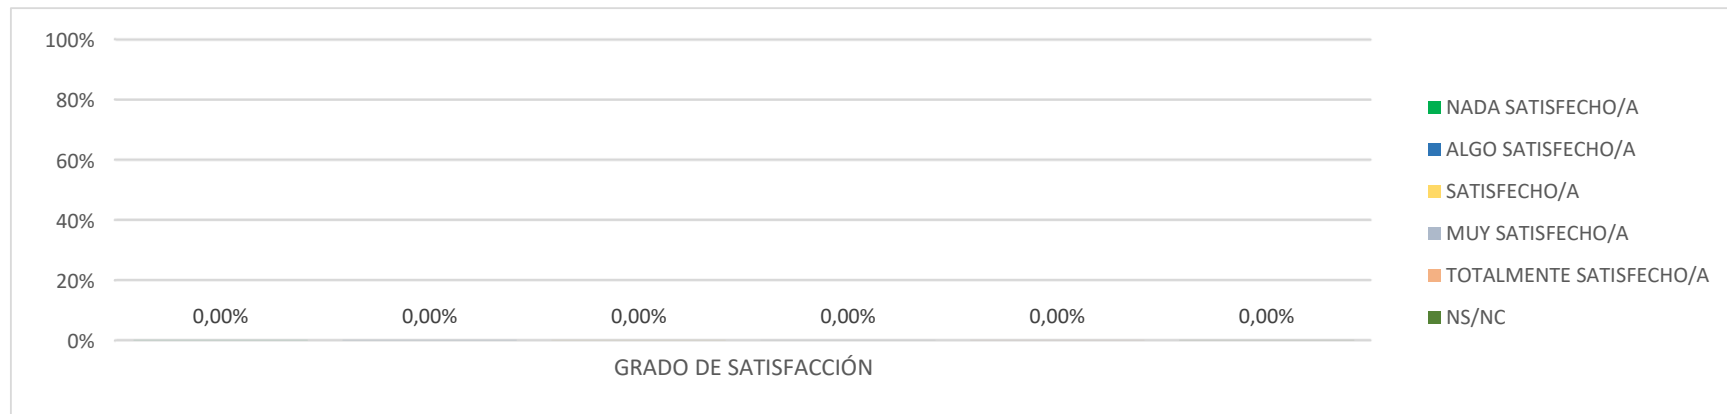 100%
80%
60%
40%
20%
0%
0,00% 0,00% 0,00% 0,00% 0,00% 0,00%
GRADO DE SATISFACCIÓN
NADA SATISFECHO/A
ALGO SATISFECHO/A
SATISFECHO/A
MUY SATISFECHO/A
TOTALMENTE SATISFECHO/A
NS/NC